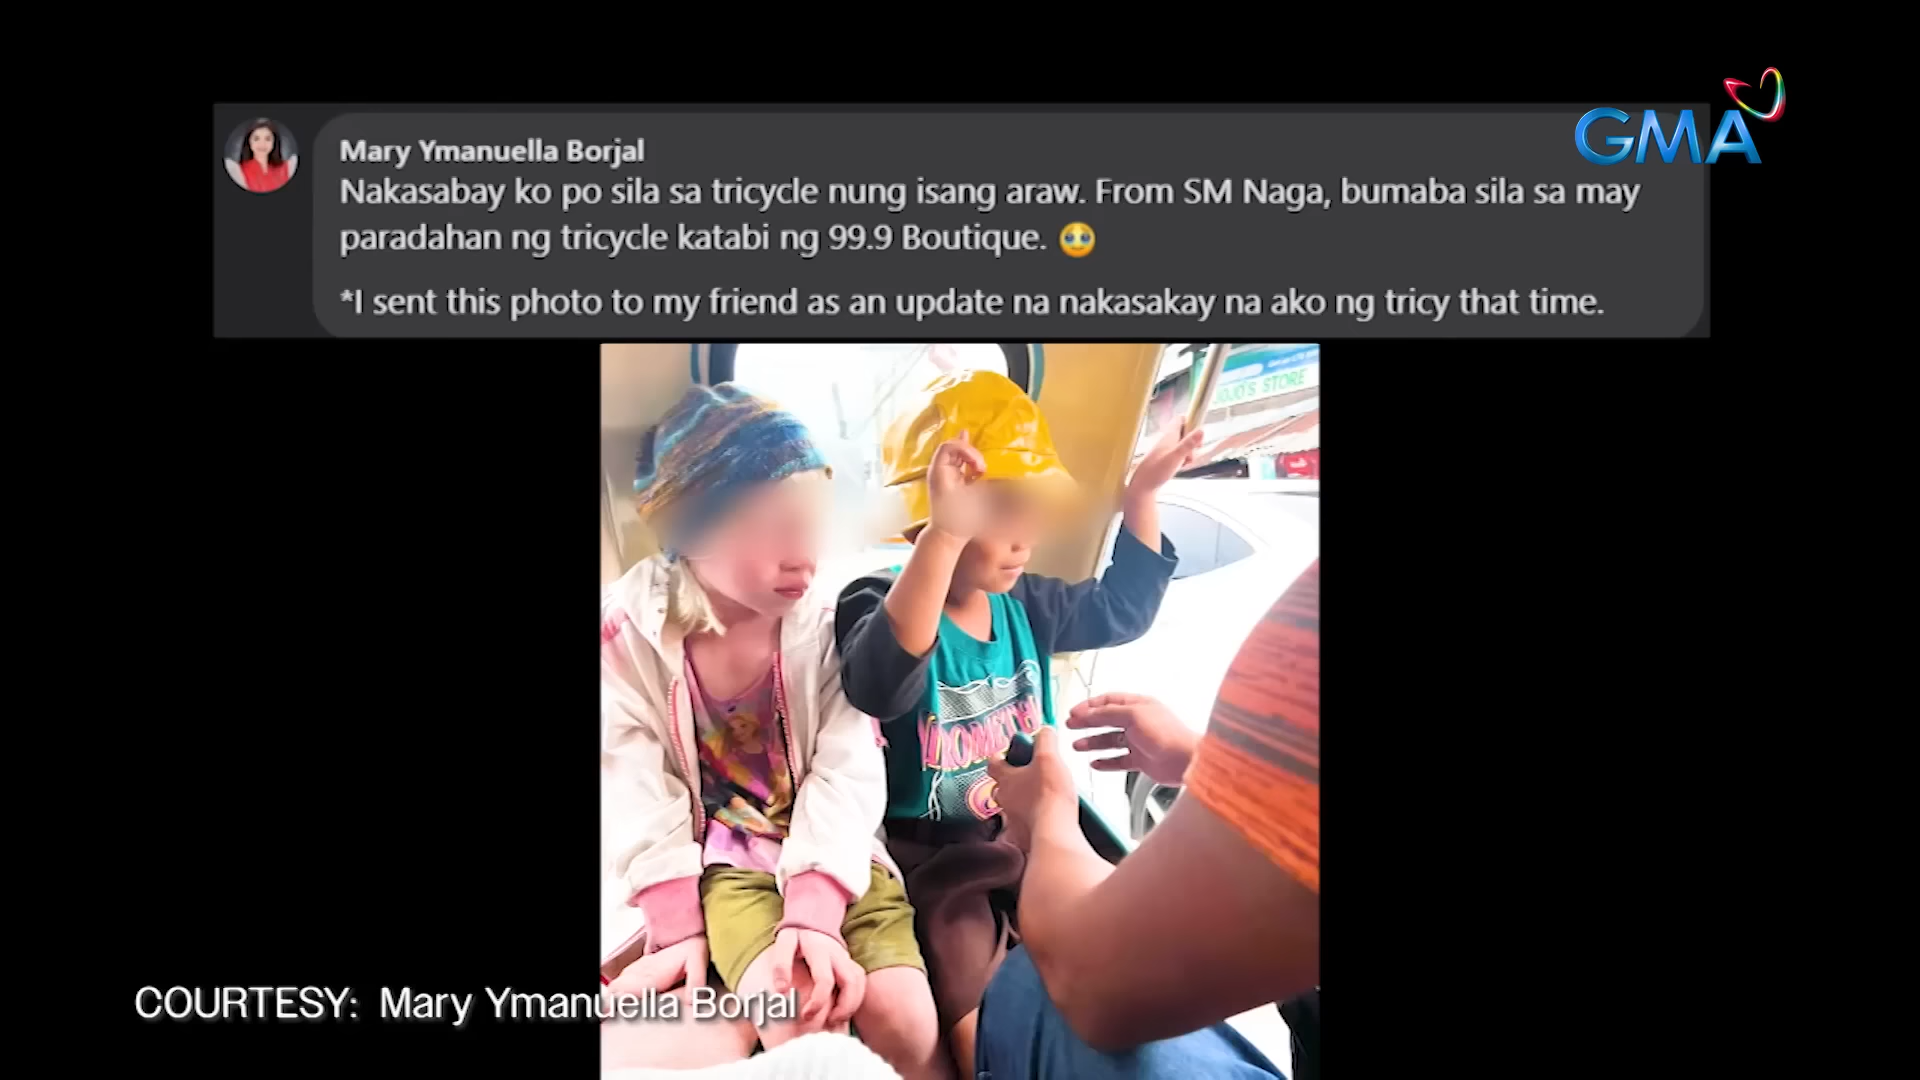 GMA
Mary Ymanuella Borjal
Nakasabay ko po sila sa tricycle nung isang araw. From SM Naga, bumaba sila sa may
paradahan ng tricycle katabi ng 99.9 Boutique. 🥹
*I sent this photo to my friend as an update na nakasakay na ako ng tricy that time.
JOJO'S STORE
COURTESY: Mary Ymanuella Borjal